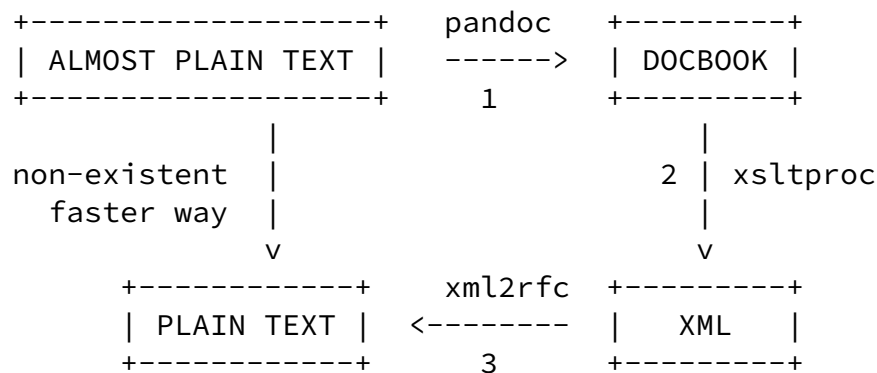 pandoc
ALMOST PLAIN TEXT ------> DOCBOOK
1
non-existent 2 xsltproc
faster way
xml2rfc
PLAIN TEXT <-------- XML
3